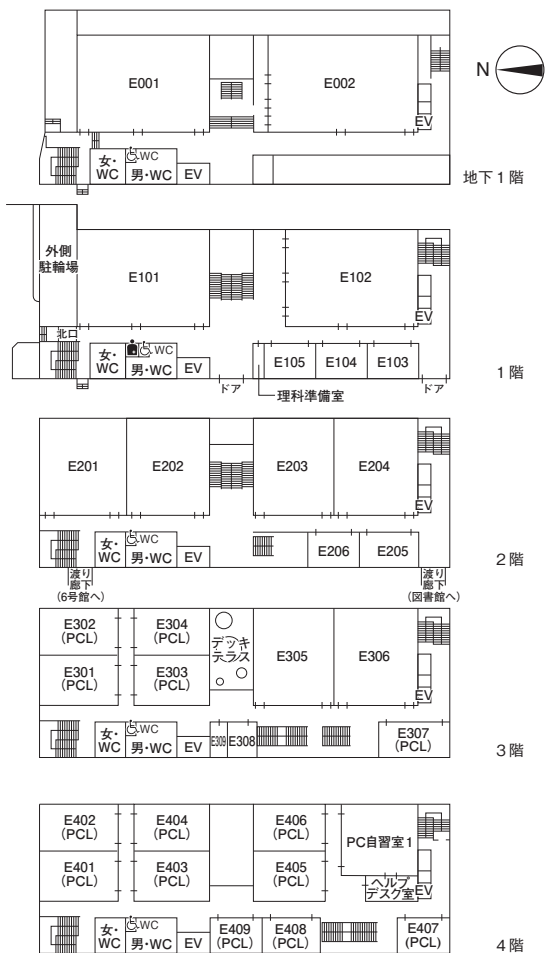 E001
E002
N
EV
女・
WC
WC
男・WC
EV
地下1階
外側
駐輪場
E101
E102
EV
北口
女・
WC
WC
男・WC
EV
E105
E104
E103
ドア
理科準備室
ドア
1階
E201
E202
E203
E204
EV
女・
WC
WC
男・WC
EV
E206
E205
2階
渡り
廊下
(6号館へ)
渡り
廊下
(図書館へ)
E302
(PCL)
E304
(PCL)
デッキ
テラス
E301
(PCL)
E303
(PCL)
E305
E306
EV
女・
WC
WC
男・WC
EV
E309
E308
E307
(PCL)
3階
E402
(PCL)
E404
(PCL)
E406
(PCL)
PC自習室1
E401
(PCL)
E403
(PCL)
E405
(PCL)
ヘルプ
デスク室
EV
女・
WC
WC
男・WC
EV
E409
(PCL)
E408
(PCL)
E407
(PCL)
4階